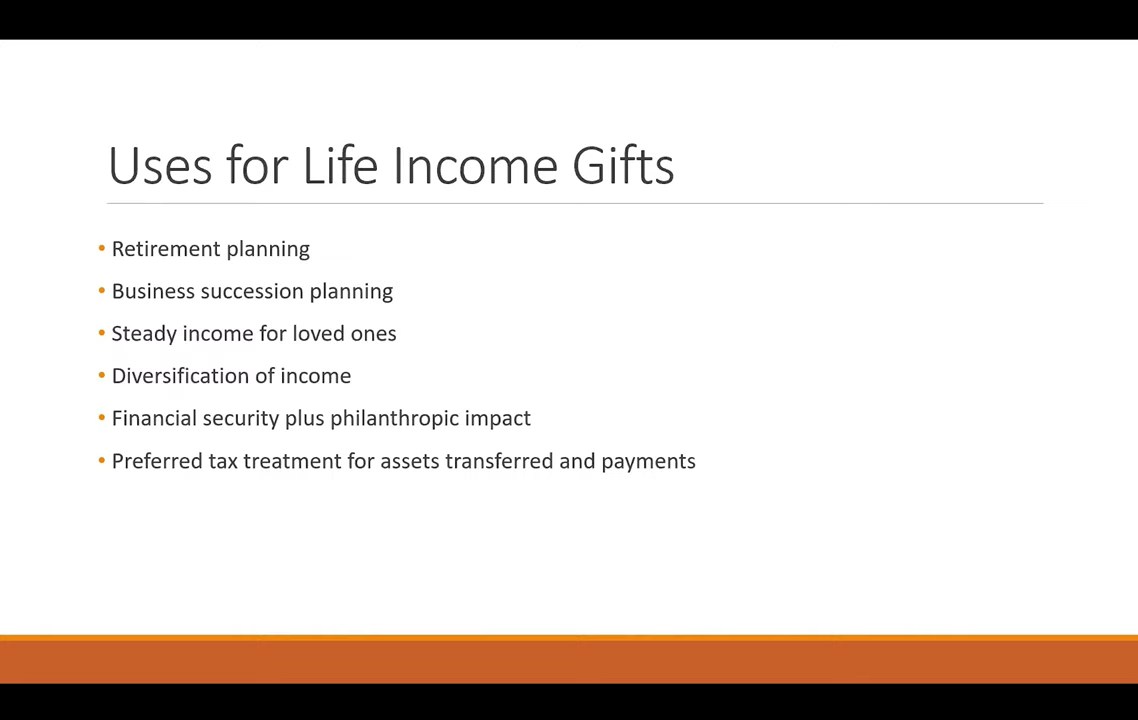 Uses for Life Income Gifts
• Retirement planning
• Business succession planning
• Steady income for loved ones
• Diversification of income
• Financial security plus philanthropic impact
• Preferred tax treatment for assets transferred and payments